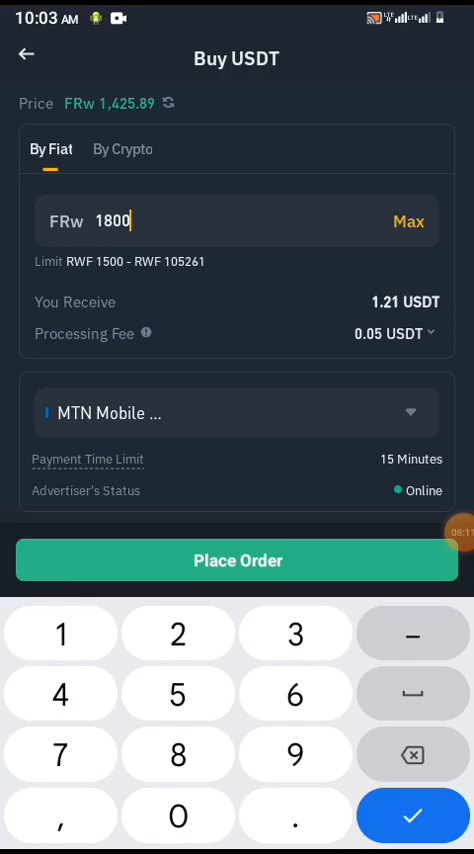 10:03 AM
Buy USDT
Price FRw 1,425.89
By Fiat By Crypto
FRw 1800 Max
Limit RWF 1500 - RWF 105261
You Receive 1.21 USDT
Processing Fee 0.05 USDT
MTN Mobile ...
Payment Time Limit 15 Minutes
Advertiser's Status Online
08:11
Place Order
1 2 3 –
4 5 6
7 8 9
, 0 .